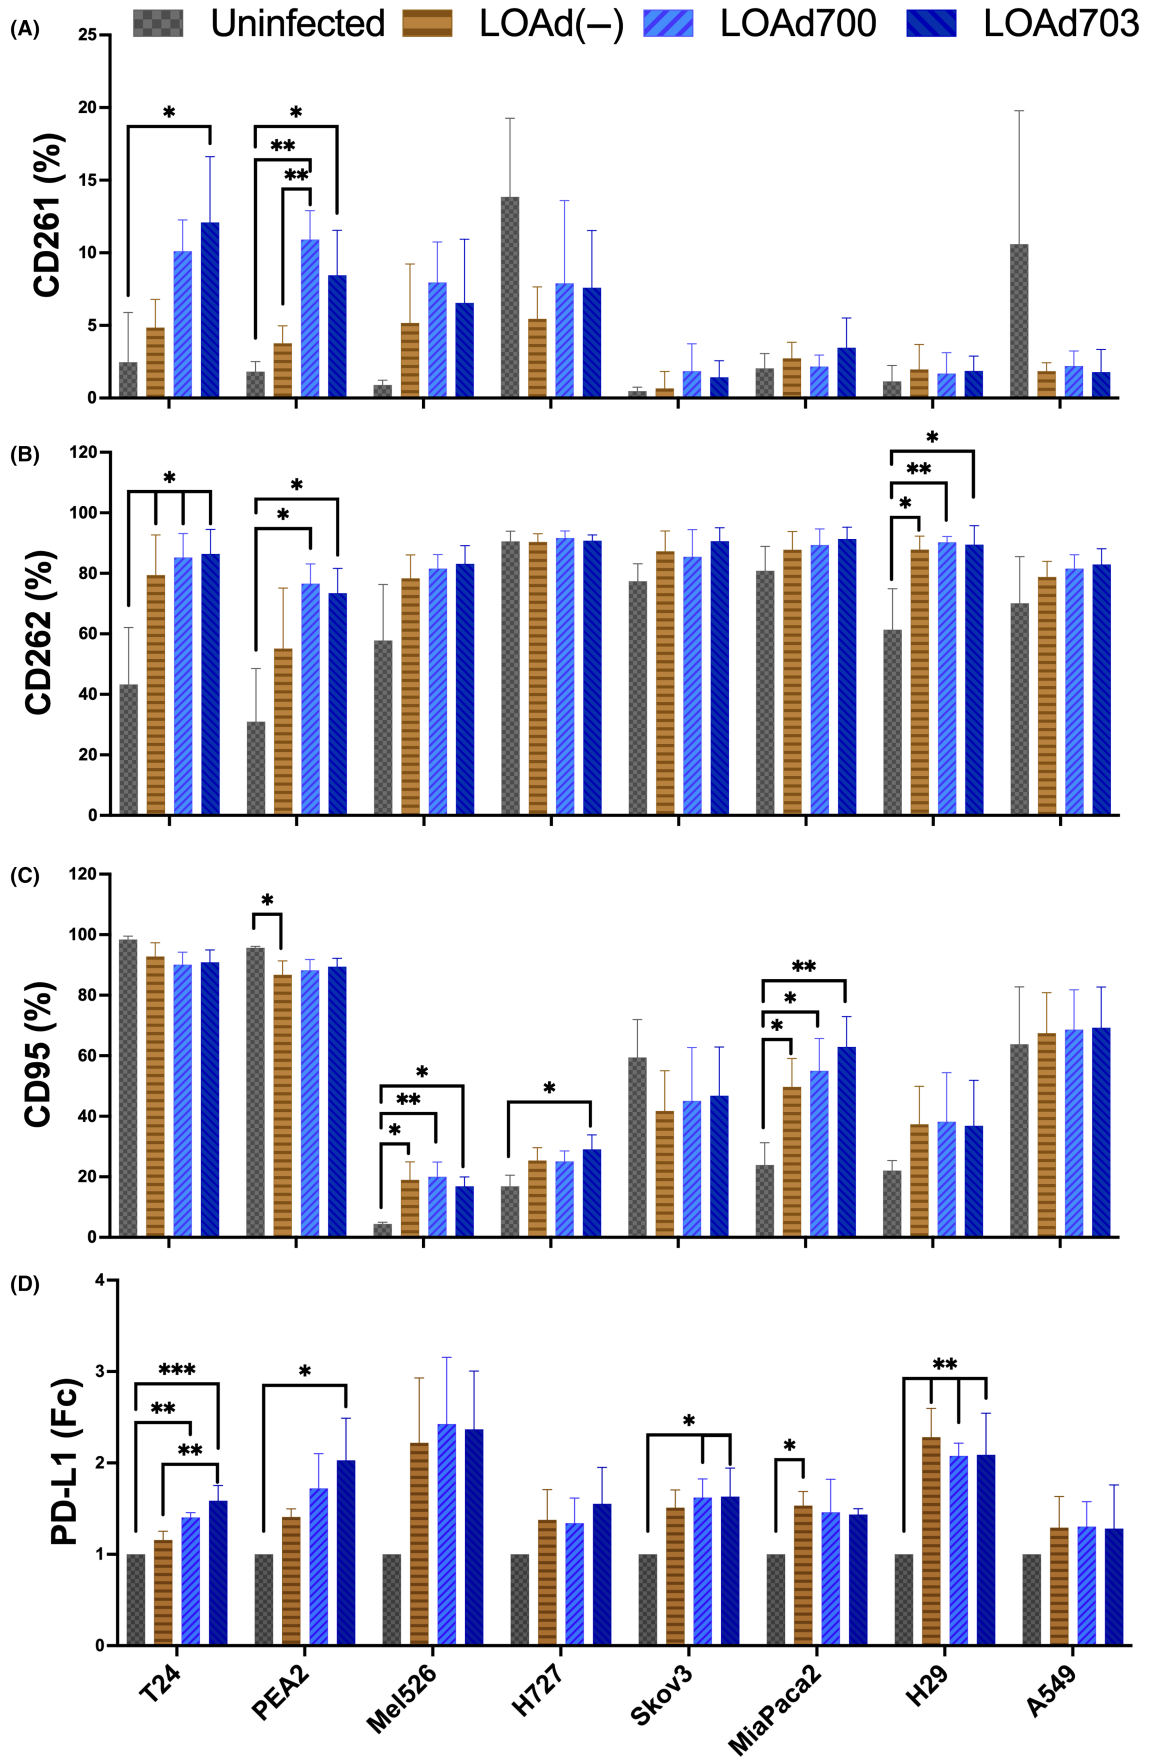 (A) Uninfected LOAd(–) LOAd700 LOAd703
CD261 (%)
25
20
15
10
5
0
* * ** **
(B)
CD262 (%)
120
100
80
60
40
20
0
* * * * ** *
(C)
CD95 (%)
120
100
80
60
40
20
0
* * ** * * ** * *
(D)
PD-L1 (Fc)
4
3
2
1
0
*** ** ** * * * **
T24 PEA2 Mel526 H727 Skov3 MiaPaca2 H29 A549